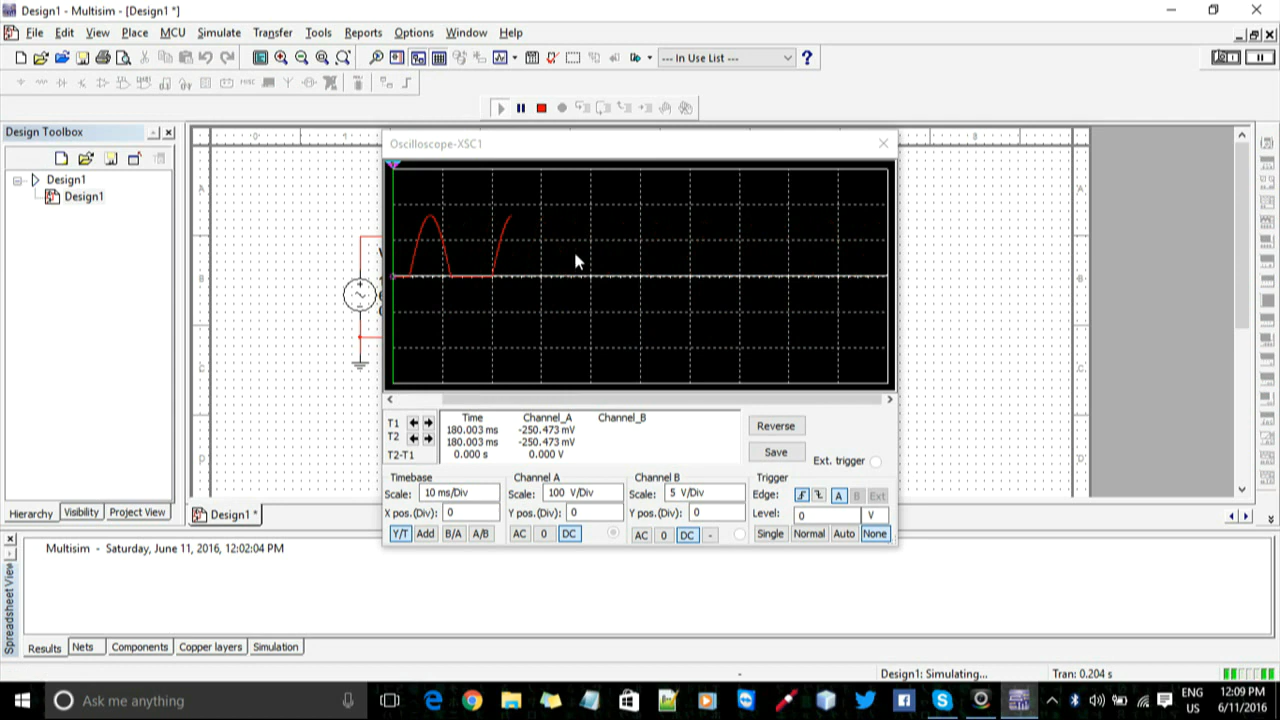 Design1 - Multisim - [Design1 *]
File Edit View Place MCU Simulate Transfer Tools Reports Options Window Help
--- In Use List ---
Design Toolbox
Design1
Design1
Oscilloscope-XSC1
Time Channel_A Channel_B
T1 180.003 ms -250.473 mV
T2 180.003 ms -250.473 mV
T2-T1 0.000 s 0.000 V
Reverse
Save
Ext. trigger
Timebase Channel A Channel B Trigger
Scale: 10 ms/Div Scale: 100 V/Div Scale: 5 V/Div Edge: A B Ext
X pos.(Div): 0 Y pos.(Div): 0 Y pos.(Div): 0 Level: 0 V
Y/T Add B/A A/B AC 0 DC AC 0 DC - Single Normal Auto None
Hierarchy Visibility Project View
Design1 *
Multisim - Saturday, June 11, 2016, 12:02:04 PM
Spreadsheet View
Results Nets Components Copper layers Simulation
- Design1: Simulating... Tran: 0.204 s
Ask me anything
ENG
US
12:09 PM
6/11/2016